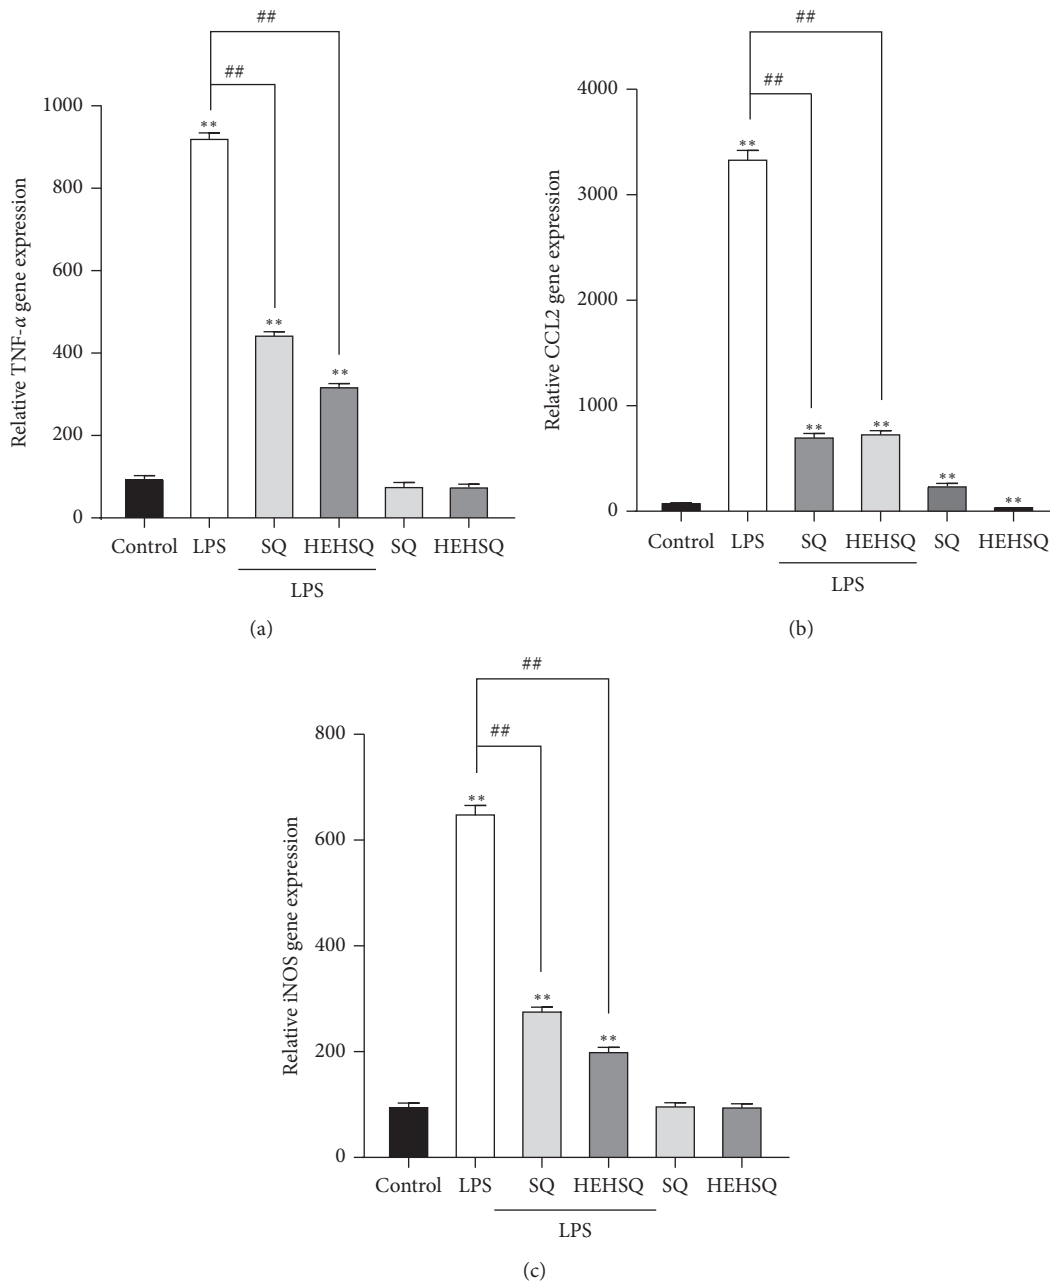 ##
##
1000
800
600
400
200
0
Relative TNF-α gene expression
**
**
**
Control LPS SQ HEHSQ SQ HEHSQ
LPS
(a)
##
##
4000
3000
2000
1000
0
Relative CCL2 gene expression
**
**
**
**
**
Control LPS SQ HEHSQ SQ HEHSQ
LPS
(b)
##
##
800
600
400
200
0
Relative iNOS gene expression
**
**
**
Control LPS SQ HEHSQ SQ HEHSQ
LPS
(c)